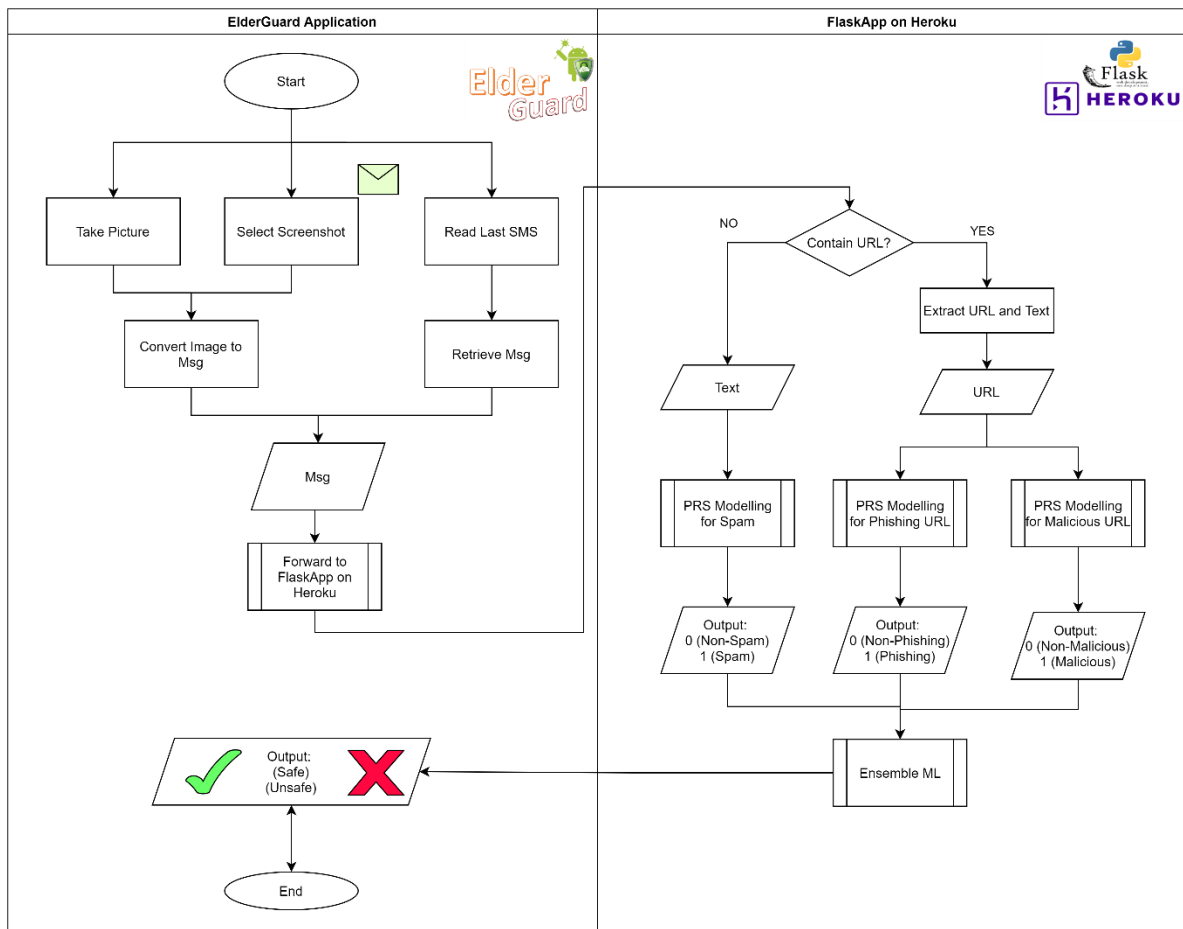 ElderGuard Application
FlaskApp on Heroku
Elder
Guard
Flask
HEROKU
Start
Take Picture
Select Screenshot
Read Last SMS
Convert Image to
Msg
Retrieve Msg
Msg
Forward to
FlaskApp on
Heroku
Contain URL?
NO
YES
Extract URL and Text
Text
URL
PRS Modelling
for Spam
PRS Modelling
for Phishing URL
PRS Modelling
for Malicious URL
Output:
0 (Non-Spam)
1 (Spam)
Output:
0 (Non-Phishing)
1 (Phishing)
Output:
0 (Non-Malicious)
1 (Malicious)
Ensemble ML
Output:
(Safe)
(Unsafe)
End